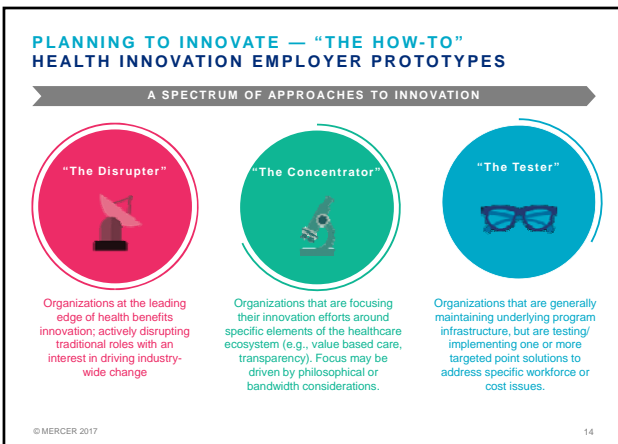 PLANNING TO INNOVATE — “THE HOW-TO”
HEALTH INNOVATION EMPLOYER PROTOTYPES
A SPECTRUM OF APPROACHES TO INNOVATION
“The Disrupter”
Organizations at the leading
edge of health benefits
innovation; actively disrupting
traditional roles with an
interest in driving industry-
wide change
“The Concentrator”
Organizations that are focusing
their innovation efforts around
specific elements of the healthcare
ecosystem (e.g., value based care,
transparency). Focus may be
driven by philosophical or
bandwidth considerations.
“The Tester”
Organizations that are generally
maintaining underlying program
infrastructure, but are testing/
implementing one or more
targeted point solutions to
address specific workforce or
cost issues.
© MERCER 2017
14